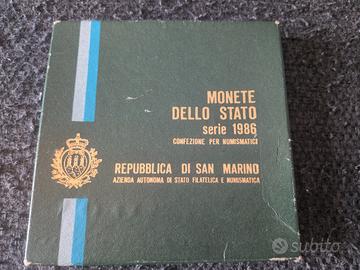 MONETE
DELLO STATO
serie 1986
CONFEZIONE PER NUMISMATICI
REPUBBLICA DI SAN MARINO
AZIENDA AUTONOMA DI STATO FILATELICA E NUMISMATICA
subito